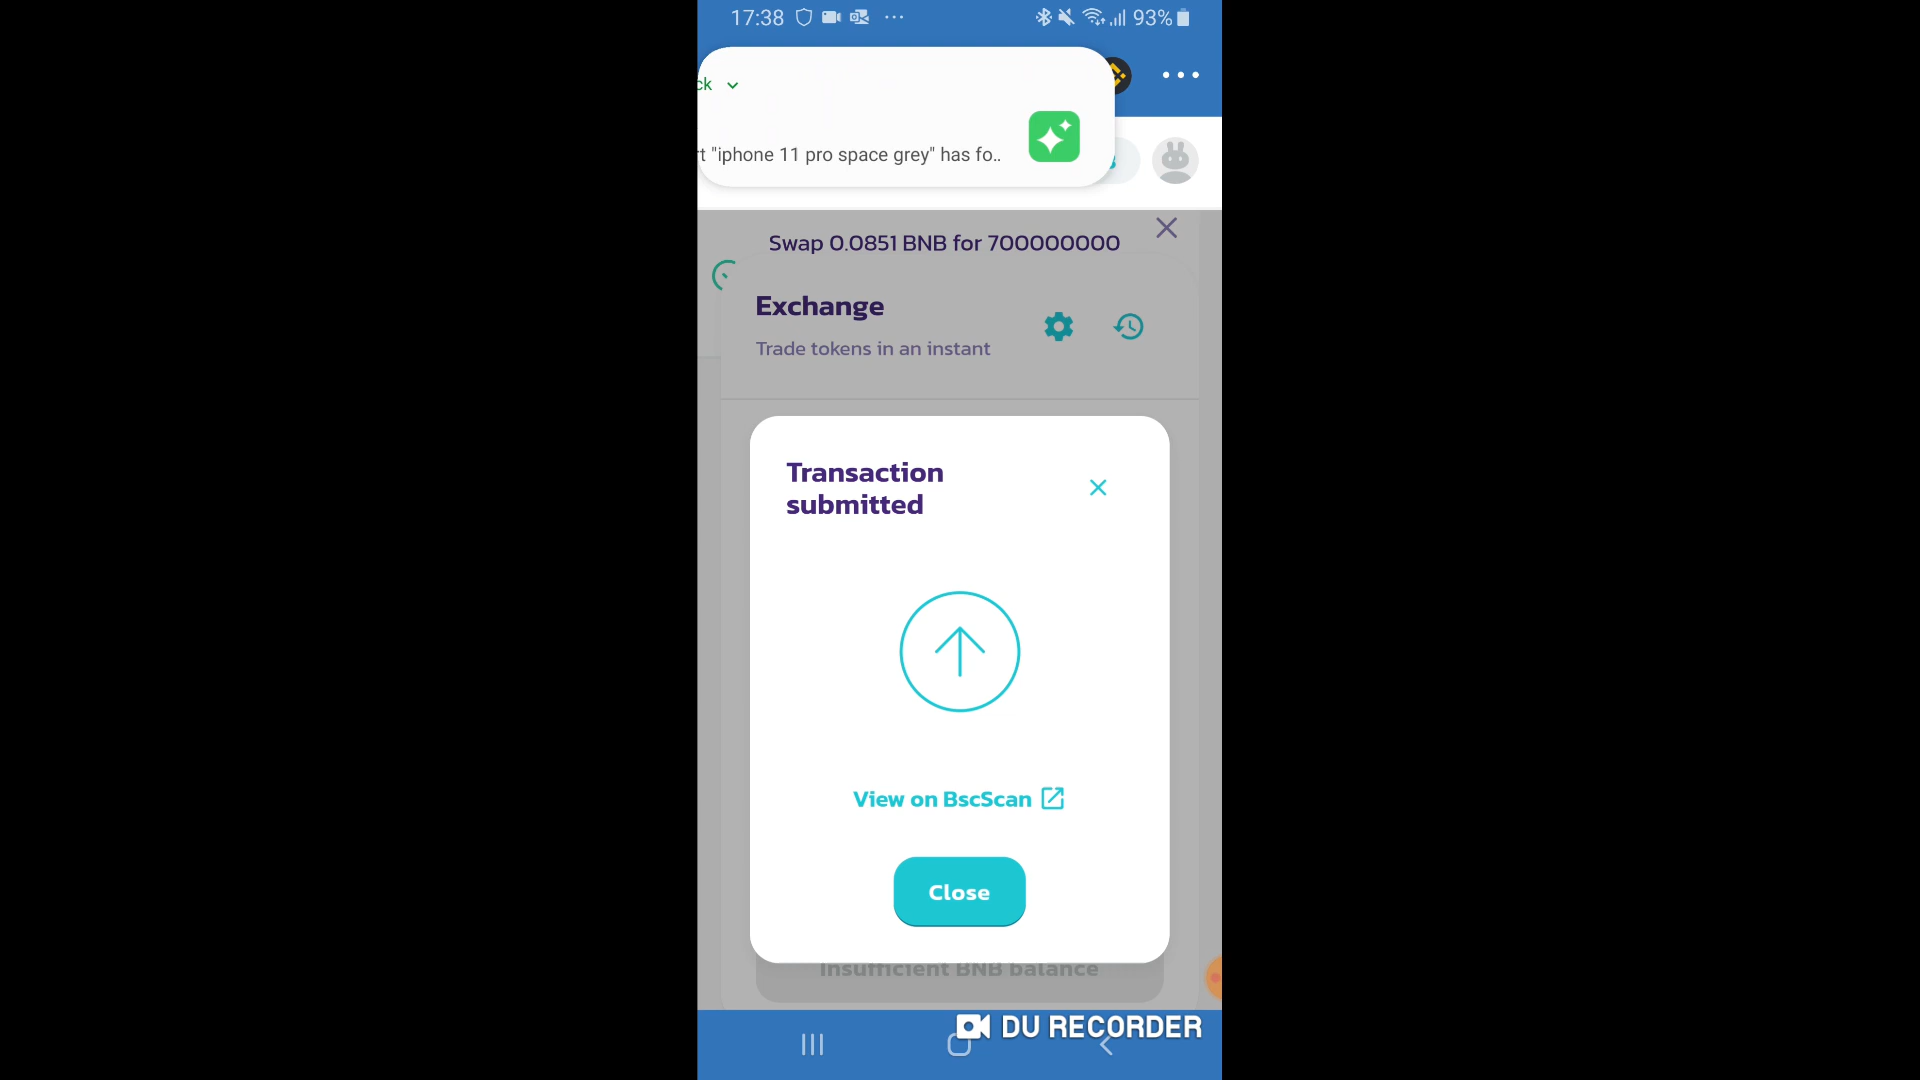 17:38 93%
ck
"iphone 11 pro space grey" has fo..
Swap 0.0851 BNB for 700000000
Exchange
Trade tokens in an instant
Transaction
submitted
View on BscScan
Close
Insufficient BNB balance
DU RECORDER